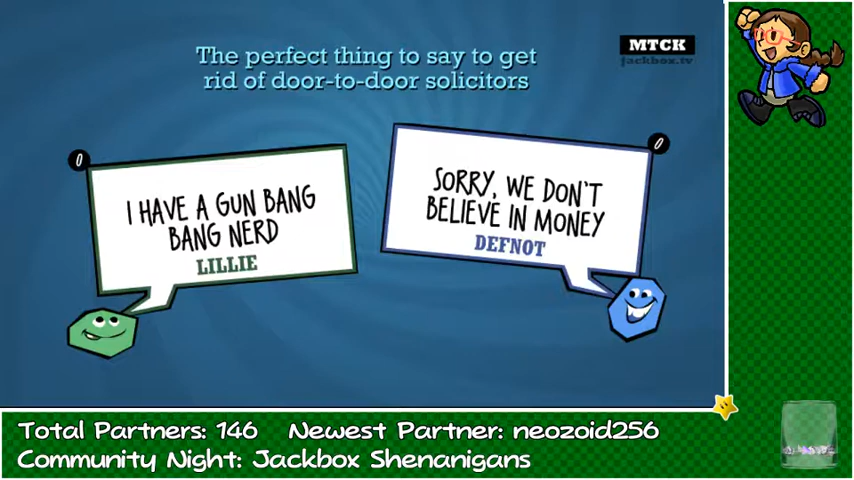 The perfect thing to say to get
rid of door-to-door solicitors
MTCK
jackbox.tv
0
I HAVE A GUN BANG
BANG NERD
LILLIE
0
SORRY, WE DON'T
BELIEVE IN MONEY
DEFNOT
Total Partners: 146 Newest Partner: neozoid256
Community Night: Jackbox Shenanigans